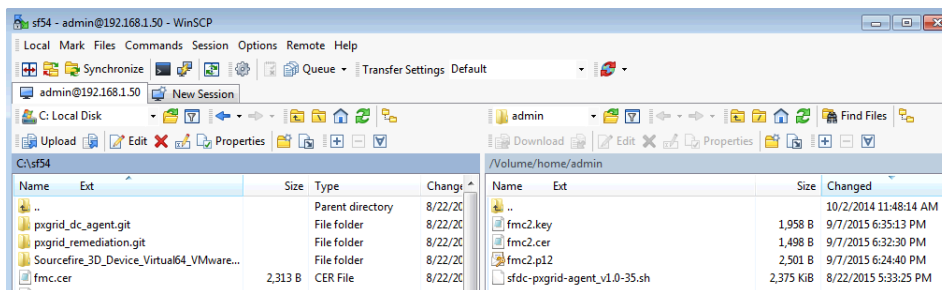 sf54 - admin@192.168.1.50 - WinSCP
Local Mark Files Commands Session Options Remote Help
Synchronize Queue Transfer Settings Default
admin@192.168.1.50 New Session
C: Local Disk admin Find Files
Upload Edit Properties Download Edit Properties
C:\sf54 /Volume/home/admin
Name Ext Size Type Change Name Ext Size Changed
.. Parent directory 8/22/20 .. 10/2/2014 11:48:14 AM
pxgrid_dc_agent.git File folder 8/22/20 fmc2.key 1,958 B 9/7/2015 6:35:13 PM
pxgrid_remediation.git File folder 8/22/20 fmc2.cer 1,498 B 9/7/2015 6:32:30 PM
Sourcefire_3D_Device_Virtual64_VMware... File folder 8/22/20 fmc2.p12 2,501 B 9/7/2015 6:24:40 PM
fmc.cer 2,313 B CER File 8/22/20 sfdc-pxgrid-agent_v1.0-35.sh 2,375 KiB 8/22/2015 5:33:25 PM